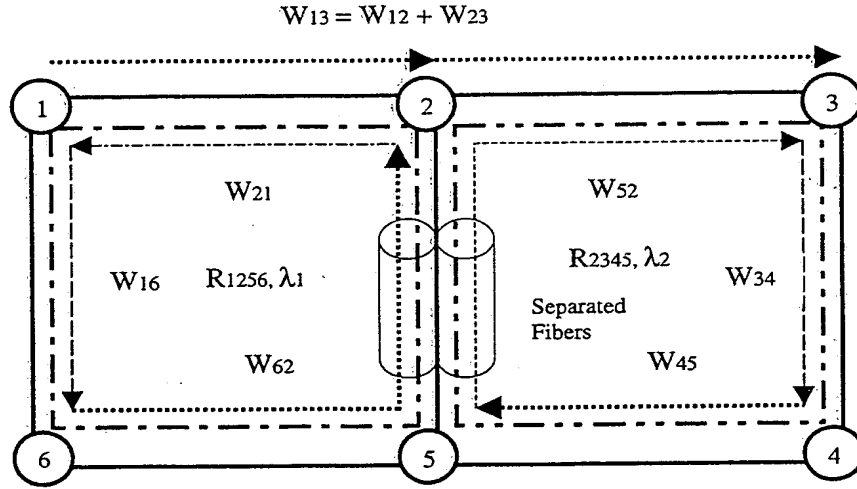 W13 = W12 + W23
1 2 3
W21 W52
W16 R1256, λ1 R2345, λ2 W34
Separated
Fibers
W62 W45
6 5 4